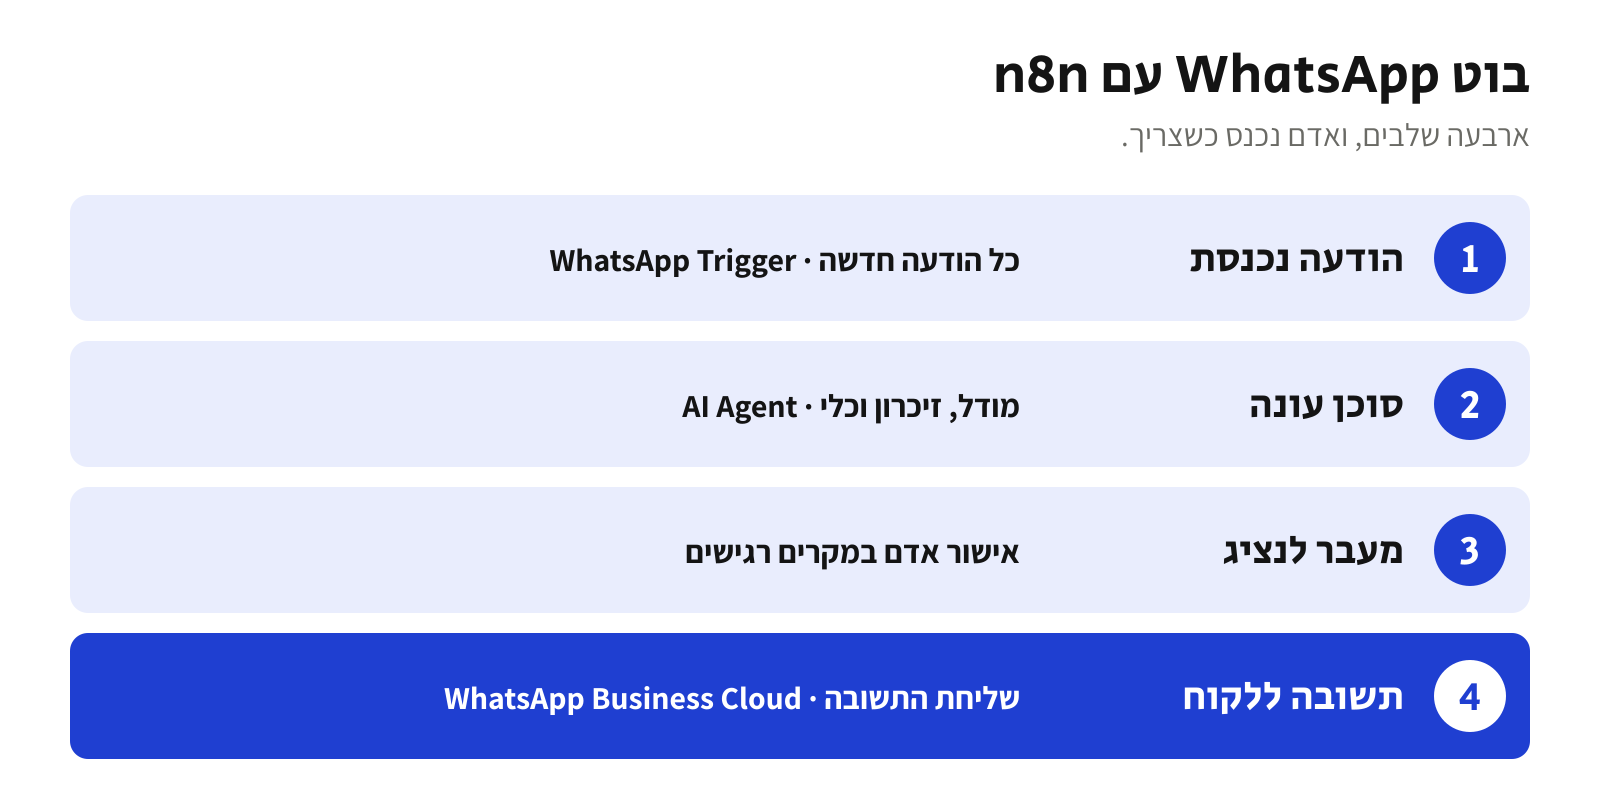 בוט WhatsApp עם n8n
ארבעה שלבים, ואדם נכנס כשצריך.
1 הודעה נכנסת כל הודעה חדשה · WhatsApp Trigger
2 סוכן עונה מודל, זיכרון וכלי · AI Agent
3 מעבר לנציג אישור אדם במקרים רגישים
4 תשובה ללקוח שליחת התשובה · WhatsApp Business Cloud